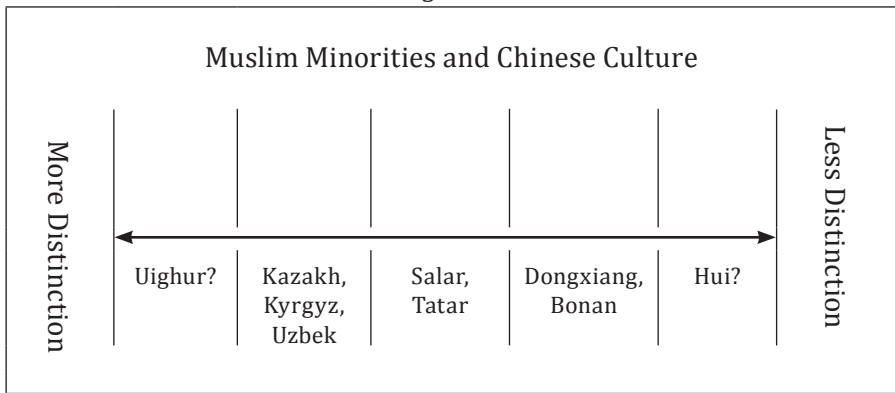 Muslim Minorities and Chinese Culture
More Distinction
Uighur?
Kazakh,
Kyrgyz,
Uzbek
Salar,
Tatar
Dongxiang,
Bonan
Hui?
Less Distinction